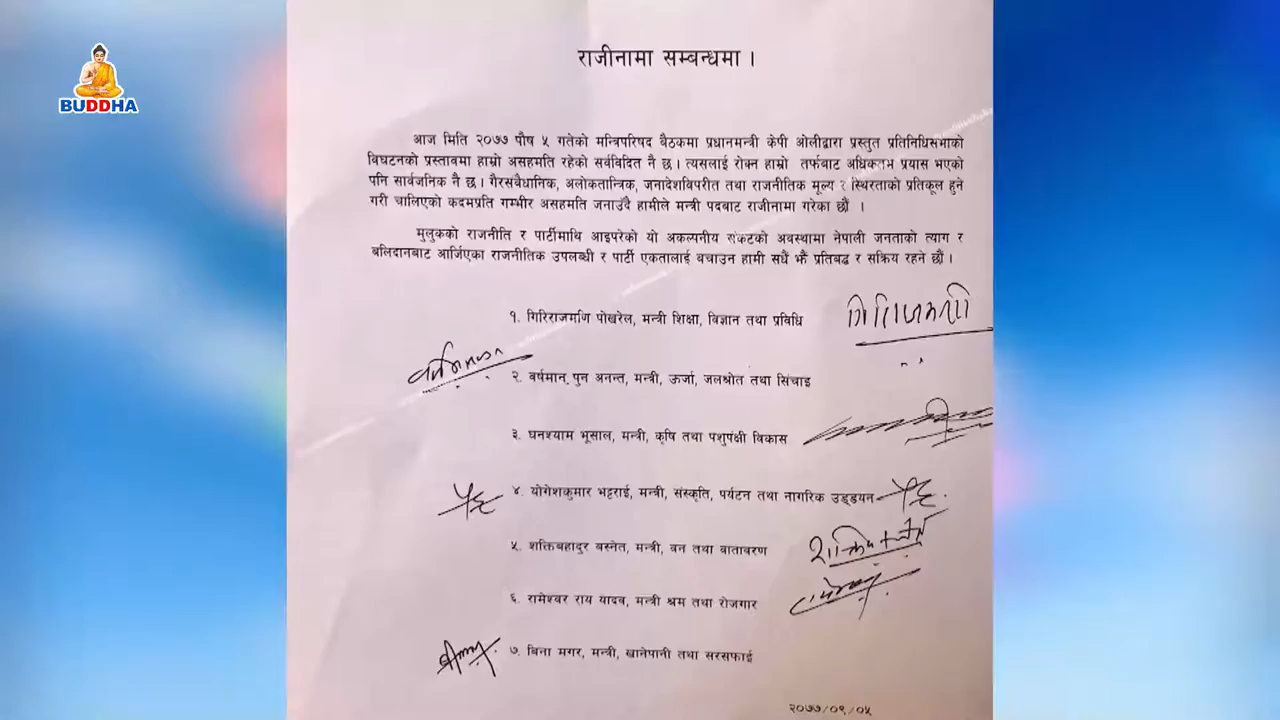 BUDDHA
राजीनामा सम्बन्धमा ।
आज मिति २०७७ पौष ५ गतेको मन्त्रिपरिषद बैठकमा प्रधानमन्त्री केपी ओलीद्वारा प्रस्तुत प्रतिनिधिसभाको
विघटनको प्रस्तावमा हाम्रो असहमति रहेको सर्वविदित नै छ । त्यसलाई रोक्न हाम्रो तर्फबाट अधिकतम प्रयास भएको
पनि सार्वजनिक नै छ । गैरसंवैधानिक, अलोकतान्त्रिक, जनादेशविपरीत तथा राजनीतिक मूल्य र स्थिरताको प्रतिकूल हुने
गरी चालिएको कदमप्रति गम्भीर असहमति जनाउँदै हामीले मन्त्री पदबाट राजीनामा गरेका छौं ।
मुलुकको राजनीति र पार्टीमाथि आइपरेको यो अकल्पनीय संकटको अवस्थामा नेपाली जनताको त्याग र
बलिदानबाट आर्जिएका राजनीतिक उपलब्धी र पार्टी एकतालाई बचाउन हामी सधैं झैं प्रतिबद्ध र सक्रिय रहने छौं ।
१. गिरिराजमणि पोखरेल, मन्त्री शिक्षा, विज्ञान तथा प्रविधि
२. वर्षमान पुन अनन्त, मन्त्री, ऊर्जा, जलश्रोत तथा सिंचाइ
३. घनश्याम भूसाल, मन्त्री, कृषि तथा पशुपंक्षी विकास
४. योगेशकुमार भट्टराई, मन्त्री, संस्कृति, पर्यटन तथा नागरिक उड्डयन
५. शक्तिबहादुर बस्नेत, मन्त्री, वन तथा वातावरण
६. रामेश्वर राय यादव, मन्त्री श्रम तथा रोजगार
७. बिना मगर, मन्त्री, खानेपानी तथा सरसफाई
२०७७/०९/०५